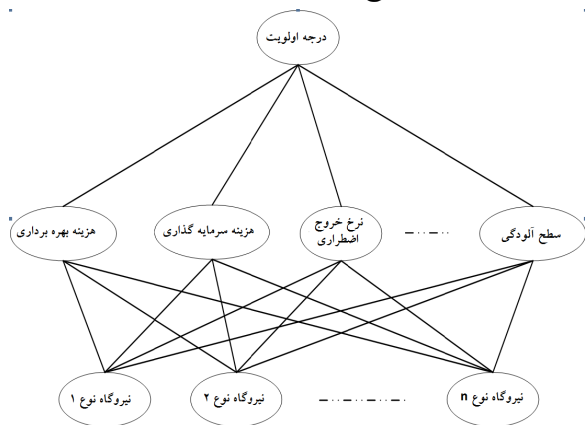 درجه اولویت
هزینه بهره برداری
هزینه سرمایه گذاری
نرخ خروج
اضطراری
سطح آلودگی
نیروگاه نوع ۱
نیروگاه نوع ۲
نیروگاه نوع n